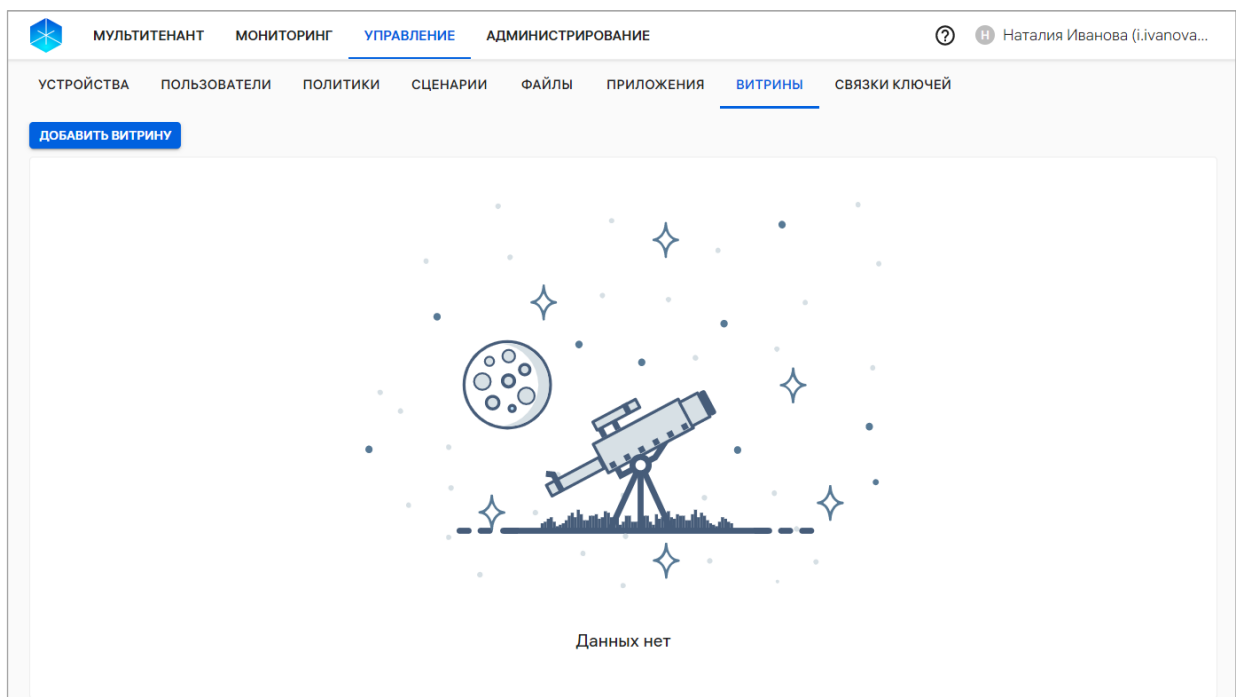 МУЛЬТИТЕНАНТ МОНИТОРИНГ УПРАВЛЕНИЕ АДМИНИСТРИРОВАНИЕ Н Наталия Иванова (i.ivanova...
УСТРОЙСТВА ПОЛЬЗОВАТЕЛИ ПОЛИТИКИ СЦЕНАРИИ ФАЙЛЫ ПРИЛОЖЕНИЯ ВИТРИНЫ СВЯЗКИ КЛЮЧЕЙ
ДОБАВИТЬ ВИТРИНУ
Данных нет